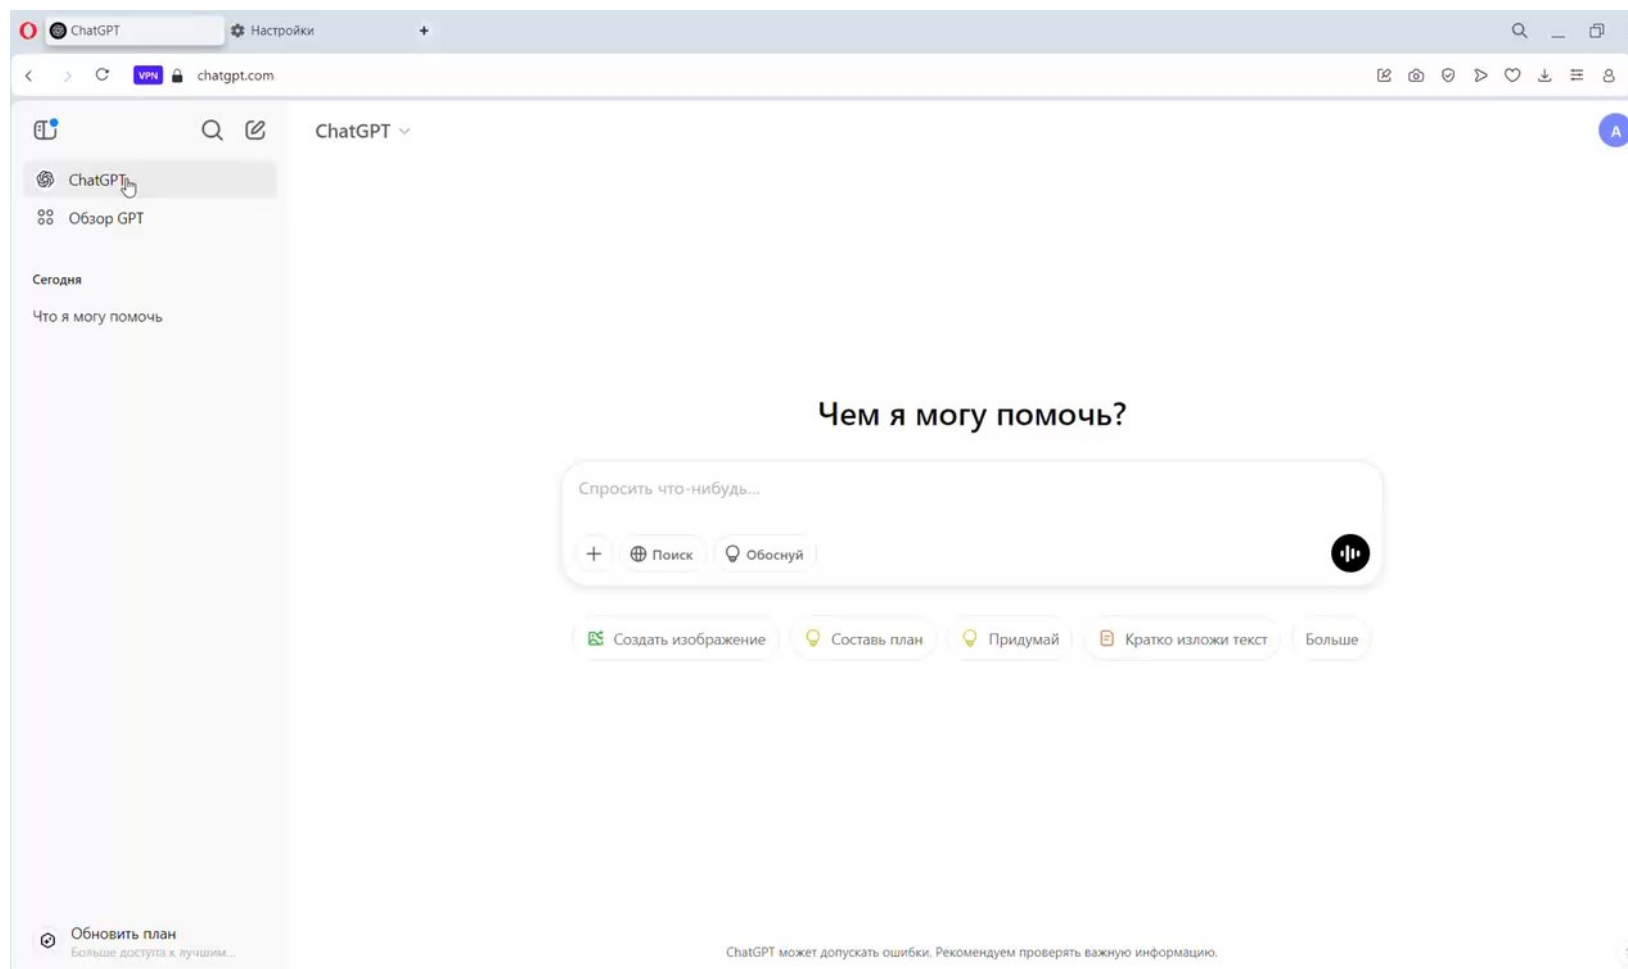 ChatGPT
Настройки
VPN chatgpt.com
ChatGPT
A
ChatGPT
Обзор GPT
Сегодня
Что я могу помочь
Чем я могу помочь?
Спросить что-нибудь...
Поиск Обоснуй
Создать изображение Составь план Придумай Кратко изложи текст Больше
Обновить план
Больше доступа к лучшим...
ChatGPT может допускать ошибки. Рекомендуем проверять важную информацию.